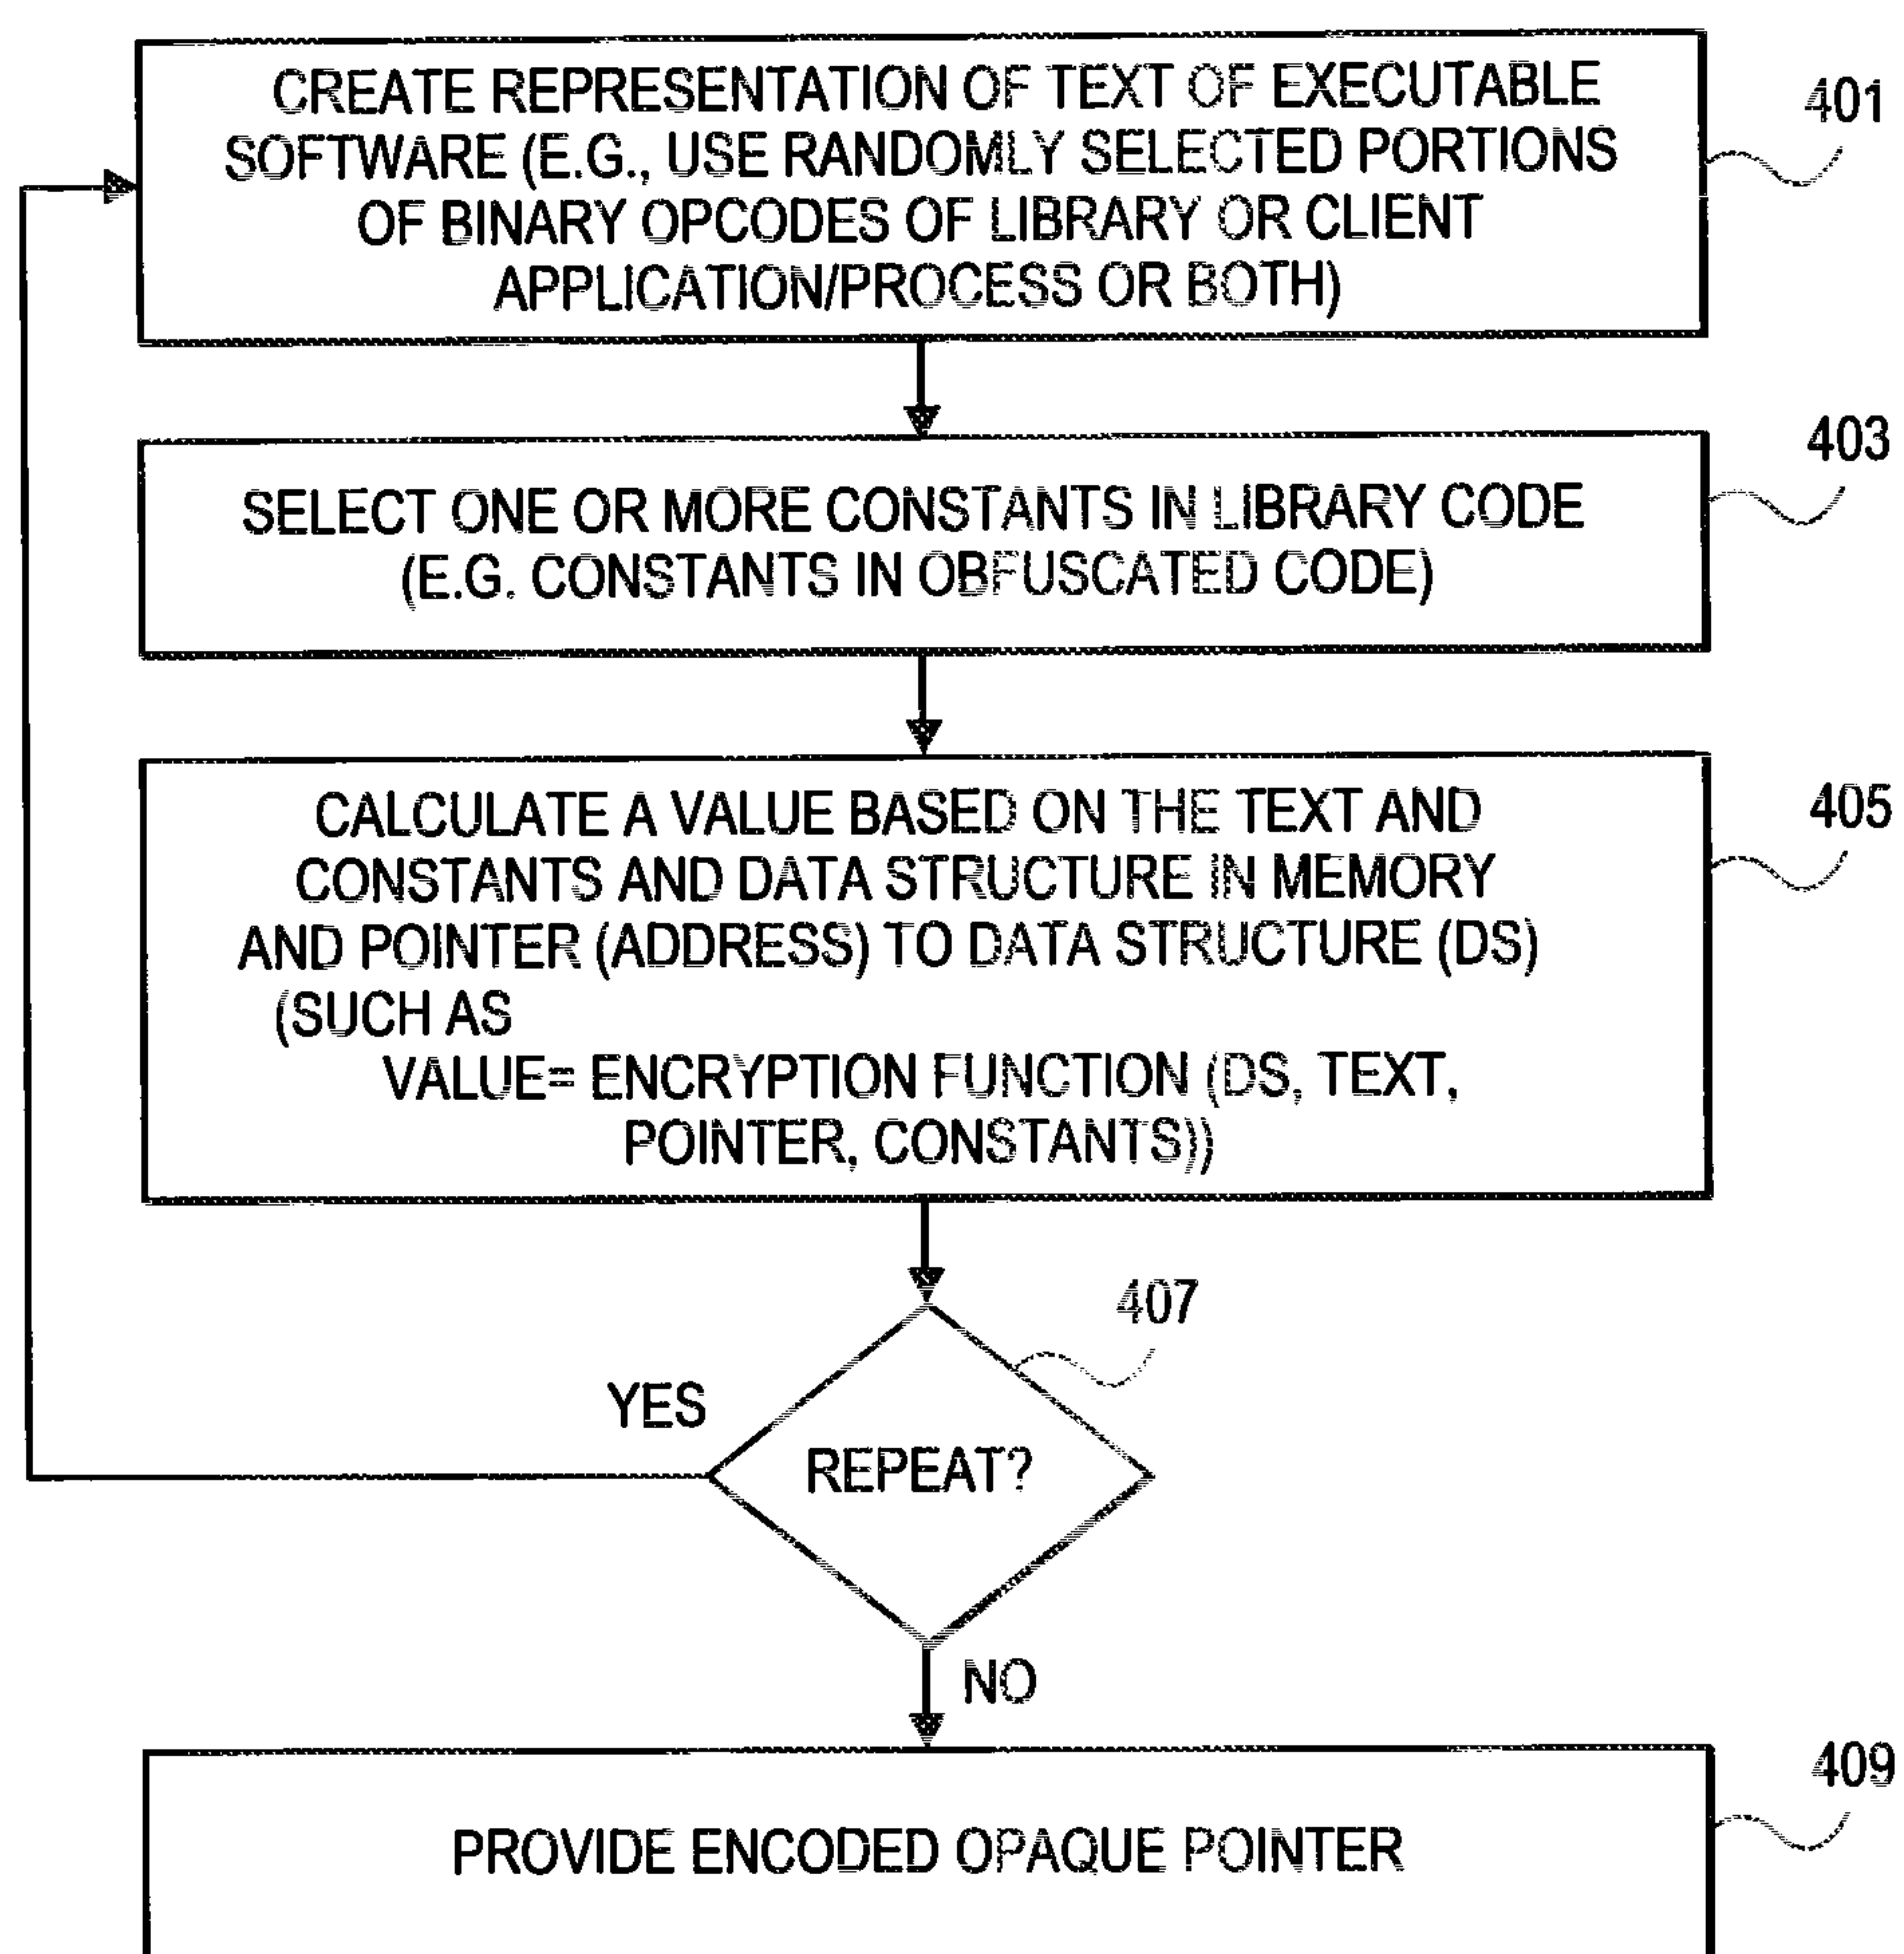 CREATE REPRESENTATION OF TEXT OF EXECUTABLE
SOFTWARE (E.G., USE RANDOMLY SELECTED PORTIONS
OF BINARY OPCODES OF LIBRARY OR CLIENT
APPLICATION/PROCESS OR BOTH)
401
SELECT ONE OR MORE CONSTANTS IN LIBRARY CODE
(E.G. CONSTANTS IN OBFUSCATED CODE)
403
CALCULATE A VALUE BASED ON THE TEXT AND
CONSTANTS AND DATA STRUCTURE IN MEMORY
AND POINTER (ADDRESS) TO DATA STRUCTURE (DS)
(SUCH AS
VALUE= ENCRYPTION FUNCTION (DS, TEXT,
POINTER, CONSTANTS))
405
407
YES
REPEAT?
NO
409
PROVIDE ENCODED OPAQUE POINTER